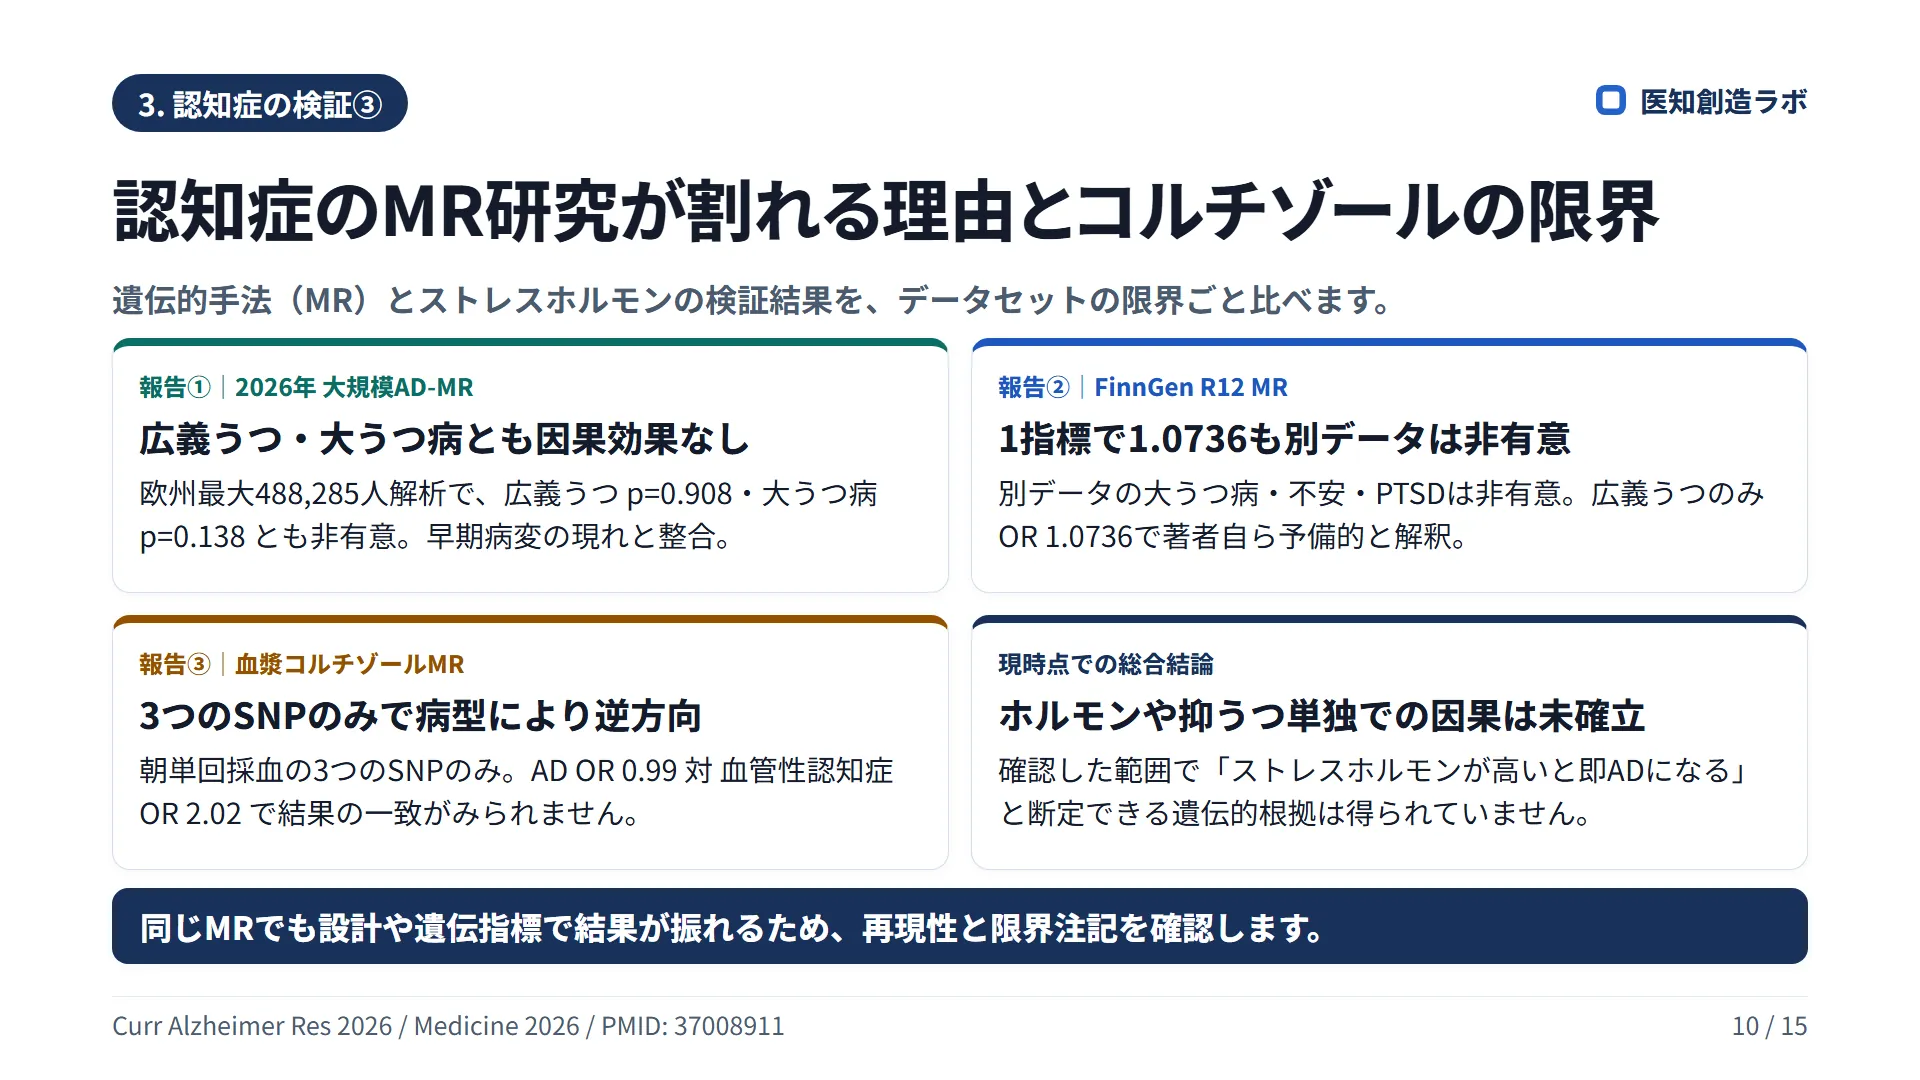 3. 認知症の検証③
医知創造ラボ
認知症のMR研究が割れる理由とコルチゾールの限界
遺伝的手法（MR）とストレスホルモンの検証結果を、データセットの限界ごと比べます。
報告①｜2026年 大規模AD-MR
広義うつ・大うつ病とも因果効果なし
欧州最大488,285人解析で、広義うつ p=0.908・大うつ病
p=0.138 とも非有意。早期病変の現れと整合。
報告②｜FinnGen R12 MR
1指標で1.0736も別データは非有意
別データの大うつ病・不安・PTSDは非有意。広義うつのみ
OR 1.0736で著者自ら予備的と解釈。
報告③｜血漿コルチゾールMR
3つのSNPのみで病型により逆方向
朝単回採血の3つのSNPのみ。AD OR 0.99 対 血管性認知症
OR 2.02 で結果の一致がみられません。
現時点での総合結論
ホルモンや抑うつ単独での因果は未確立
確認した範囲で「ストレスホルモンが高いと即ADになる」
と断定できる遺伝的根拠は得られていません。
同じMRでも設計や遺伝指標で結果が振れるため、再現性と限界注記を確認します。
Curr Alzheimer Res 2026 / Medicine 2026 / PMID: 37008911
10 / 15